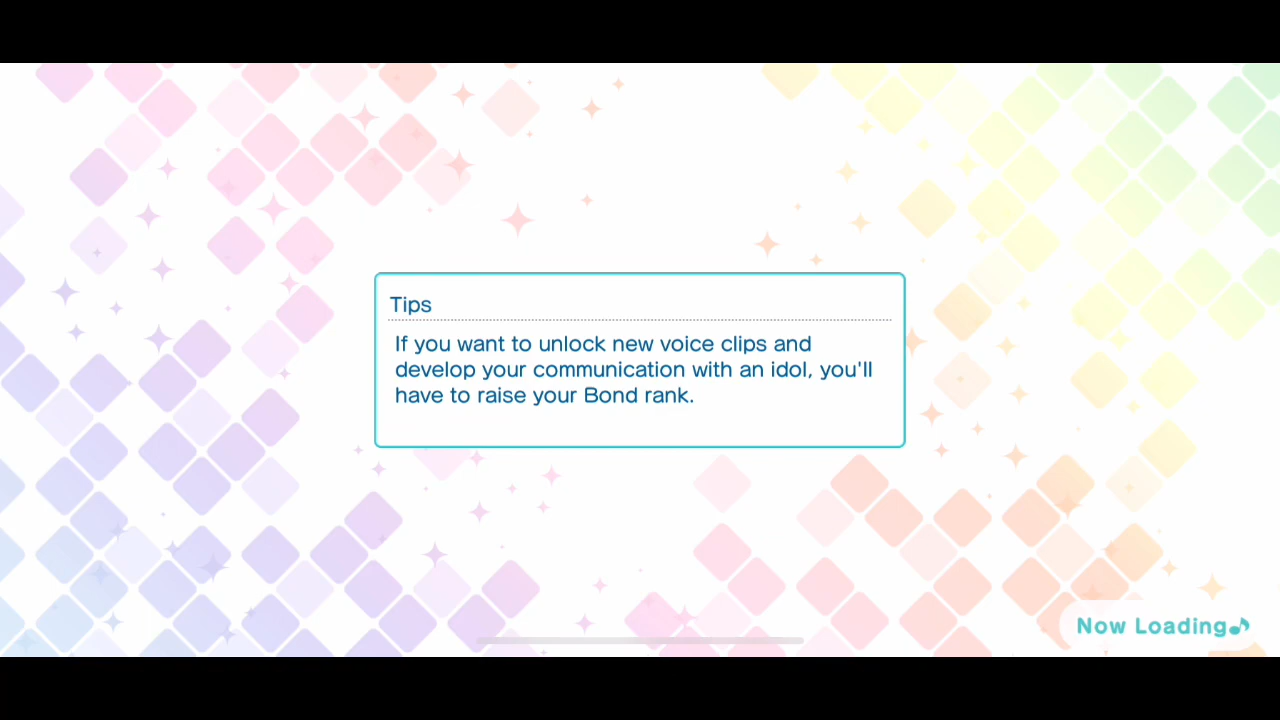 Tips
If you want to unlock new voice clips and
develop your communication with an idol, you'll
have to raise your Bond rank.
Now Loading♪